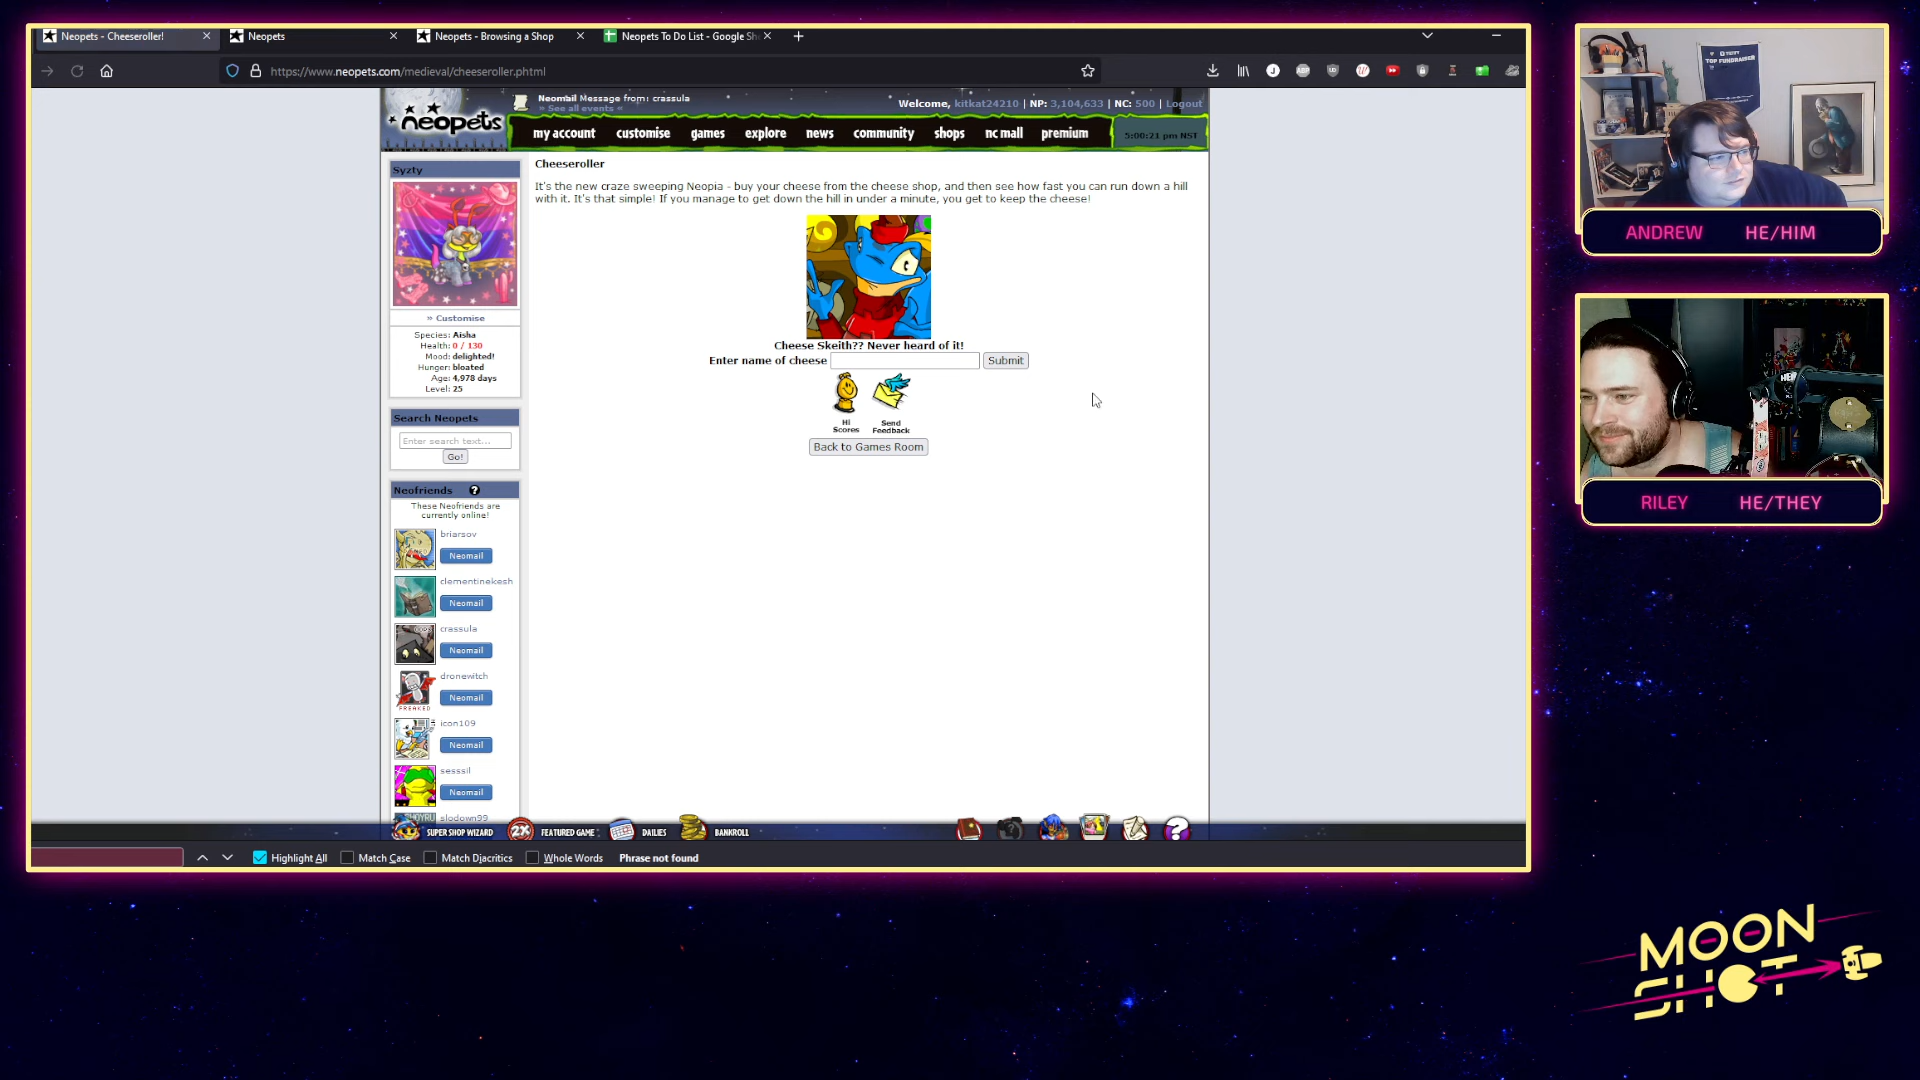 Neopets - Cheeseroller!
Neopets
Neopets - Browsing a Shop
Neopets To Do List - Google She
https://www.neopets.com/medieval/cheeseroller.phtml
neopets
Neomail Message from: crassula
» See all events «
Welcome, kitkat24210 | NP: 3,104,633 | NC: 500 | Logout
my account
customise
games
explore
news
community
shops
nc mall
premium
5:00:21 pm NST
Syzty
» Customise
Species: Aisha
Health: 0 / 130
Mood: delighted!
Hunger: bloated
Age: 4,978 days
Level: 25
Search Neopets
Enter search text...
Go!
Neofriends ?
These Neofriends are
currently online!
briarsov
Neomail
clementinekesh
Neomail
crassula
Neomail
dronewitch
FREAKED
Neomail
icon109
Neomail
sesssil
Neomail
slodown99
Cheeseroller
It's the new craze sweeping Neopia - buy your cheese from the cheese shop, and then see how fast you can run down a hill
with it. It's that simple! If you manage to get down the hill in under a minute, you get to keep the cheese!
Cheese Skeith?? Never heard of it!
Enter name of cheese
Submit
Hi
Scores
Send
Feedback
Back to Games Room
SUPER SHOP WIZARD
2X
FEATURED GAME
DAILIES
BANKROLL
Highlight All
Match Case
Match Diacritics
Whole Words
Phrase not found
TOP FUNDRAISER
ANDREW HE/HIM
RILEY HE/THEY
MOON
SHOT